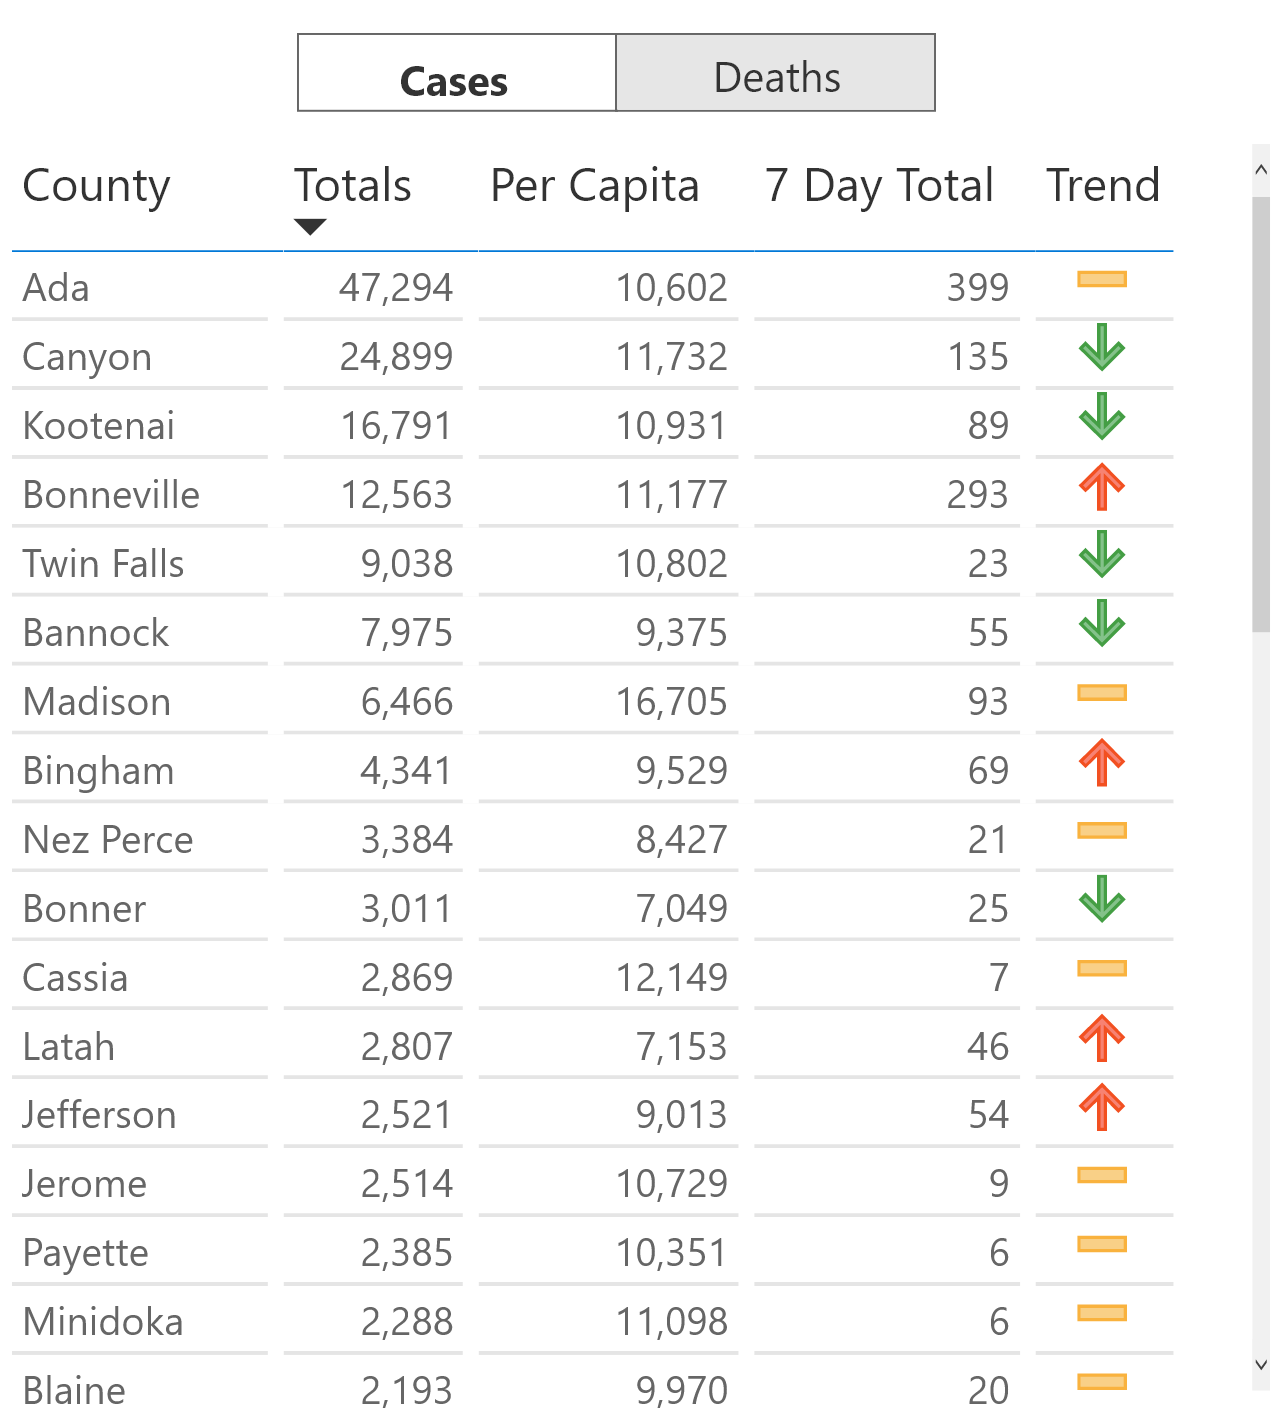 Cases Deaths
County Totals Per Capita 7 Day Total Trend
Ada 47,294 10,602 399
Canyon 24,899 11,732 135
Kootenai 16,791 10,931 89
Bonneville 12,563 11,177 293
Twin Falls 9,038 10,802 23
Bannock 7,975 9,375 55
Madison 6,466 16,705 93
Bingham 4,341 9,529 69
Nez Perce 3,384 8,427 21
Bonner 3,011 7,049 25
Cassia 2,869 12,149 7
Latah 2,807 7,153 46
Jefferson 2,521 9,013 54
Jerome 2,514 10,729 9
Payette 2,385 10,351 6
Minidoka 2,288 11,098 6
Blaine 2,193 9,970 20